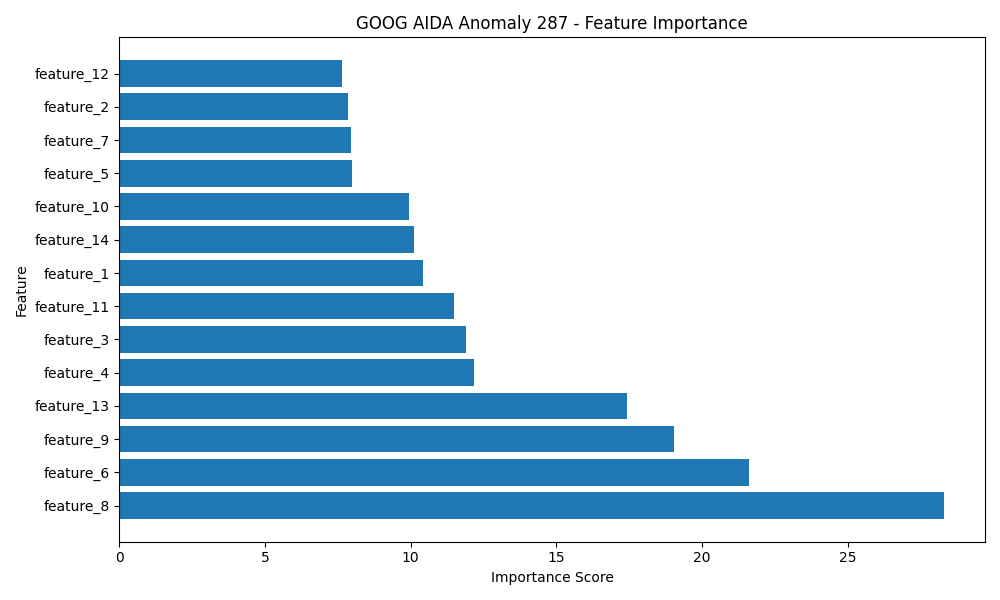 GOOG AIDA Anomaly 287 - Feature Importance
feature_12
feature_2
feature_7
feature_5
feature_10
feature_14
feature_1
feature_11
feature_3
feature_4
feature_13
feature_9
feature_6
feature_8
Feature
0 5 10 15 20 25
Importance Score